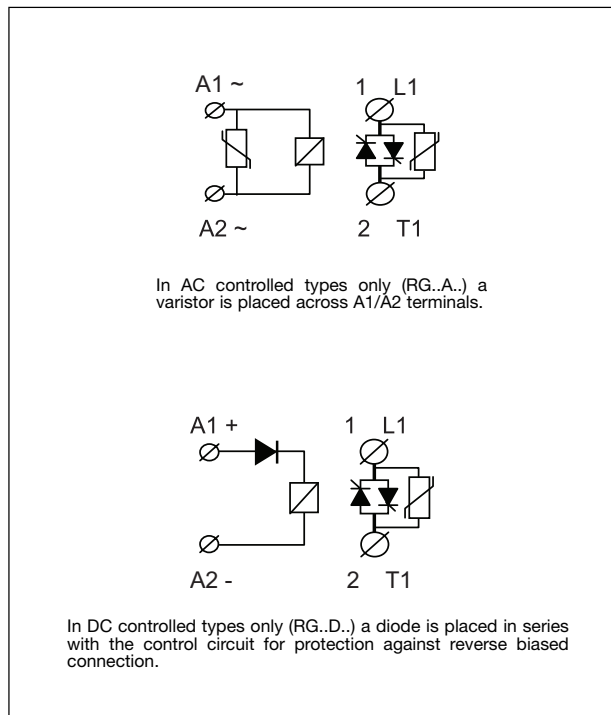 A1 ~
1 L1
A2 ~
2 T1
In AC controlled types only (RG..A..) a
varistor is placed across A1/A2 terminals.
A1 +
1 L1
A2 -
2 T1
In DC controlled types only (RG..D..) a diode is placed in series
with the control circuit for protection against reverse biased
connection.